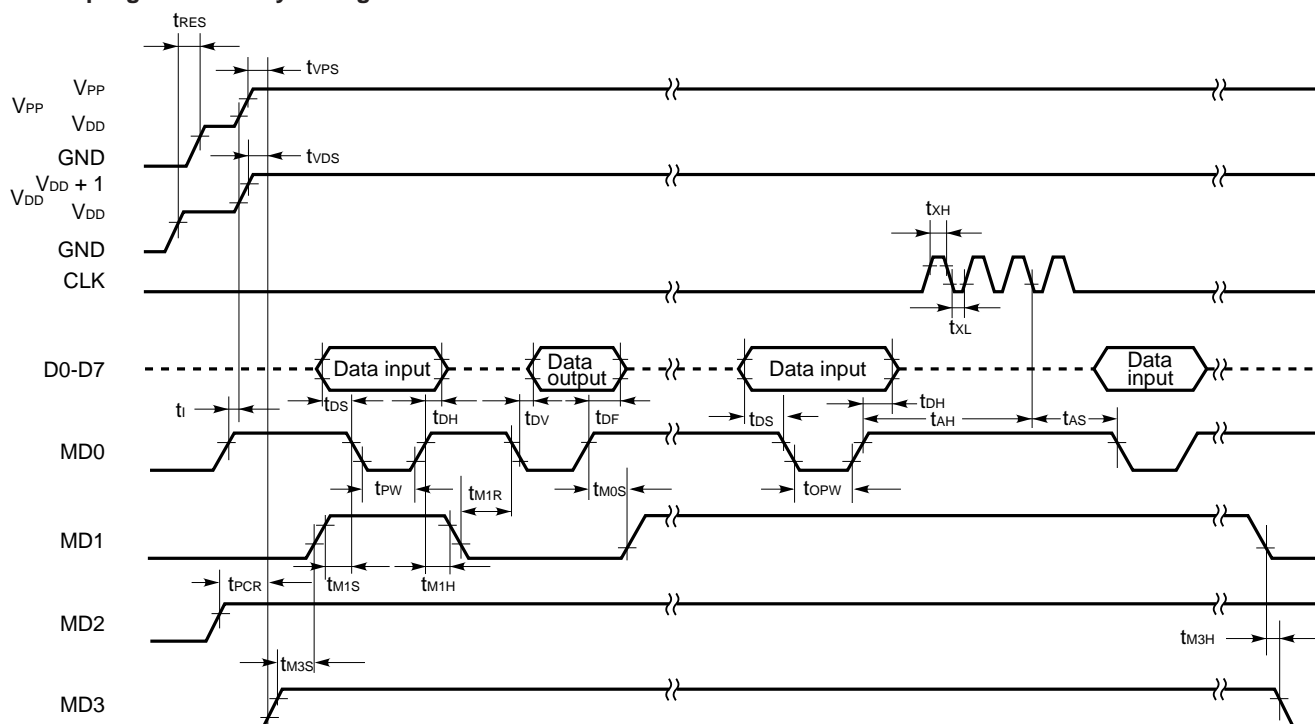 tRES
tVPS
VPP
VPP
VDD
GND
tVDS
VDD
VDD + 1
VDD
GND
tXH
CLK
tXL
D0-D7
Data input
Data output
Data input
Data input
tI
tDS
tDH
tDV
tDF
tDS
tDH
tAH
tAS
MD0
tPW
tM1R
tM0S
tOPW
MD1
tPCR
tM1S
tM1H
MD2
tM3S
tM3H
MD3